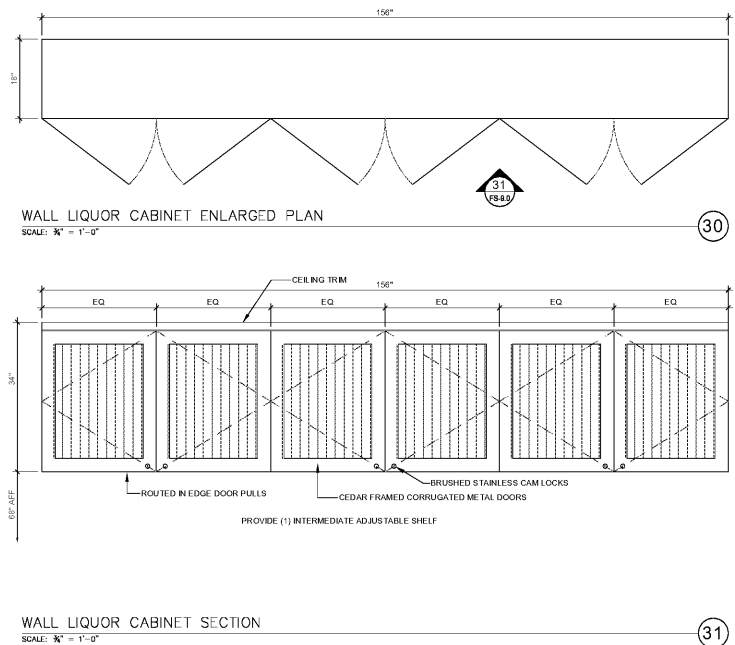 156"
18"
31
FS-9.0
WALL LIQUOR CABINET ENLARGED PLAN
SCALE: ¾" = 1'-0"
30
CEILING TRIM
156"
EQ EQ EQ EQ EQ EQ
34"
BRUSHED STAINLESS CAM LOCKS
ROUTED IN EDGE DOOR PULLS
CEDAR FRAMED CORRUGATED METAL DOORS
68" AFF
PROVIDE (1) INTERMEDIATE ADJUSTABLE SHELF
WALL LIQUOR CABINET SECTION
SCALE: ¾" = 1'-0"
31